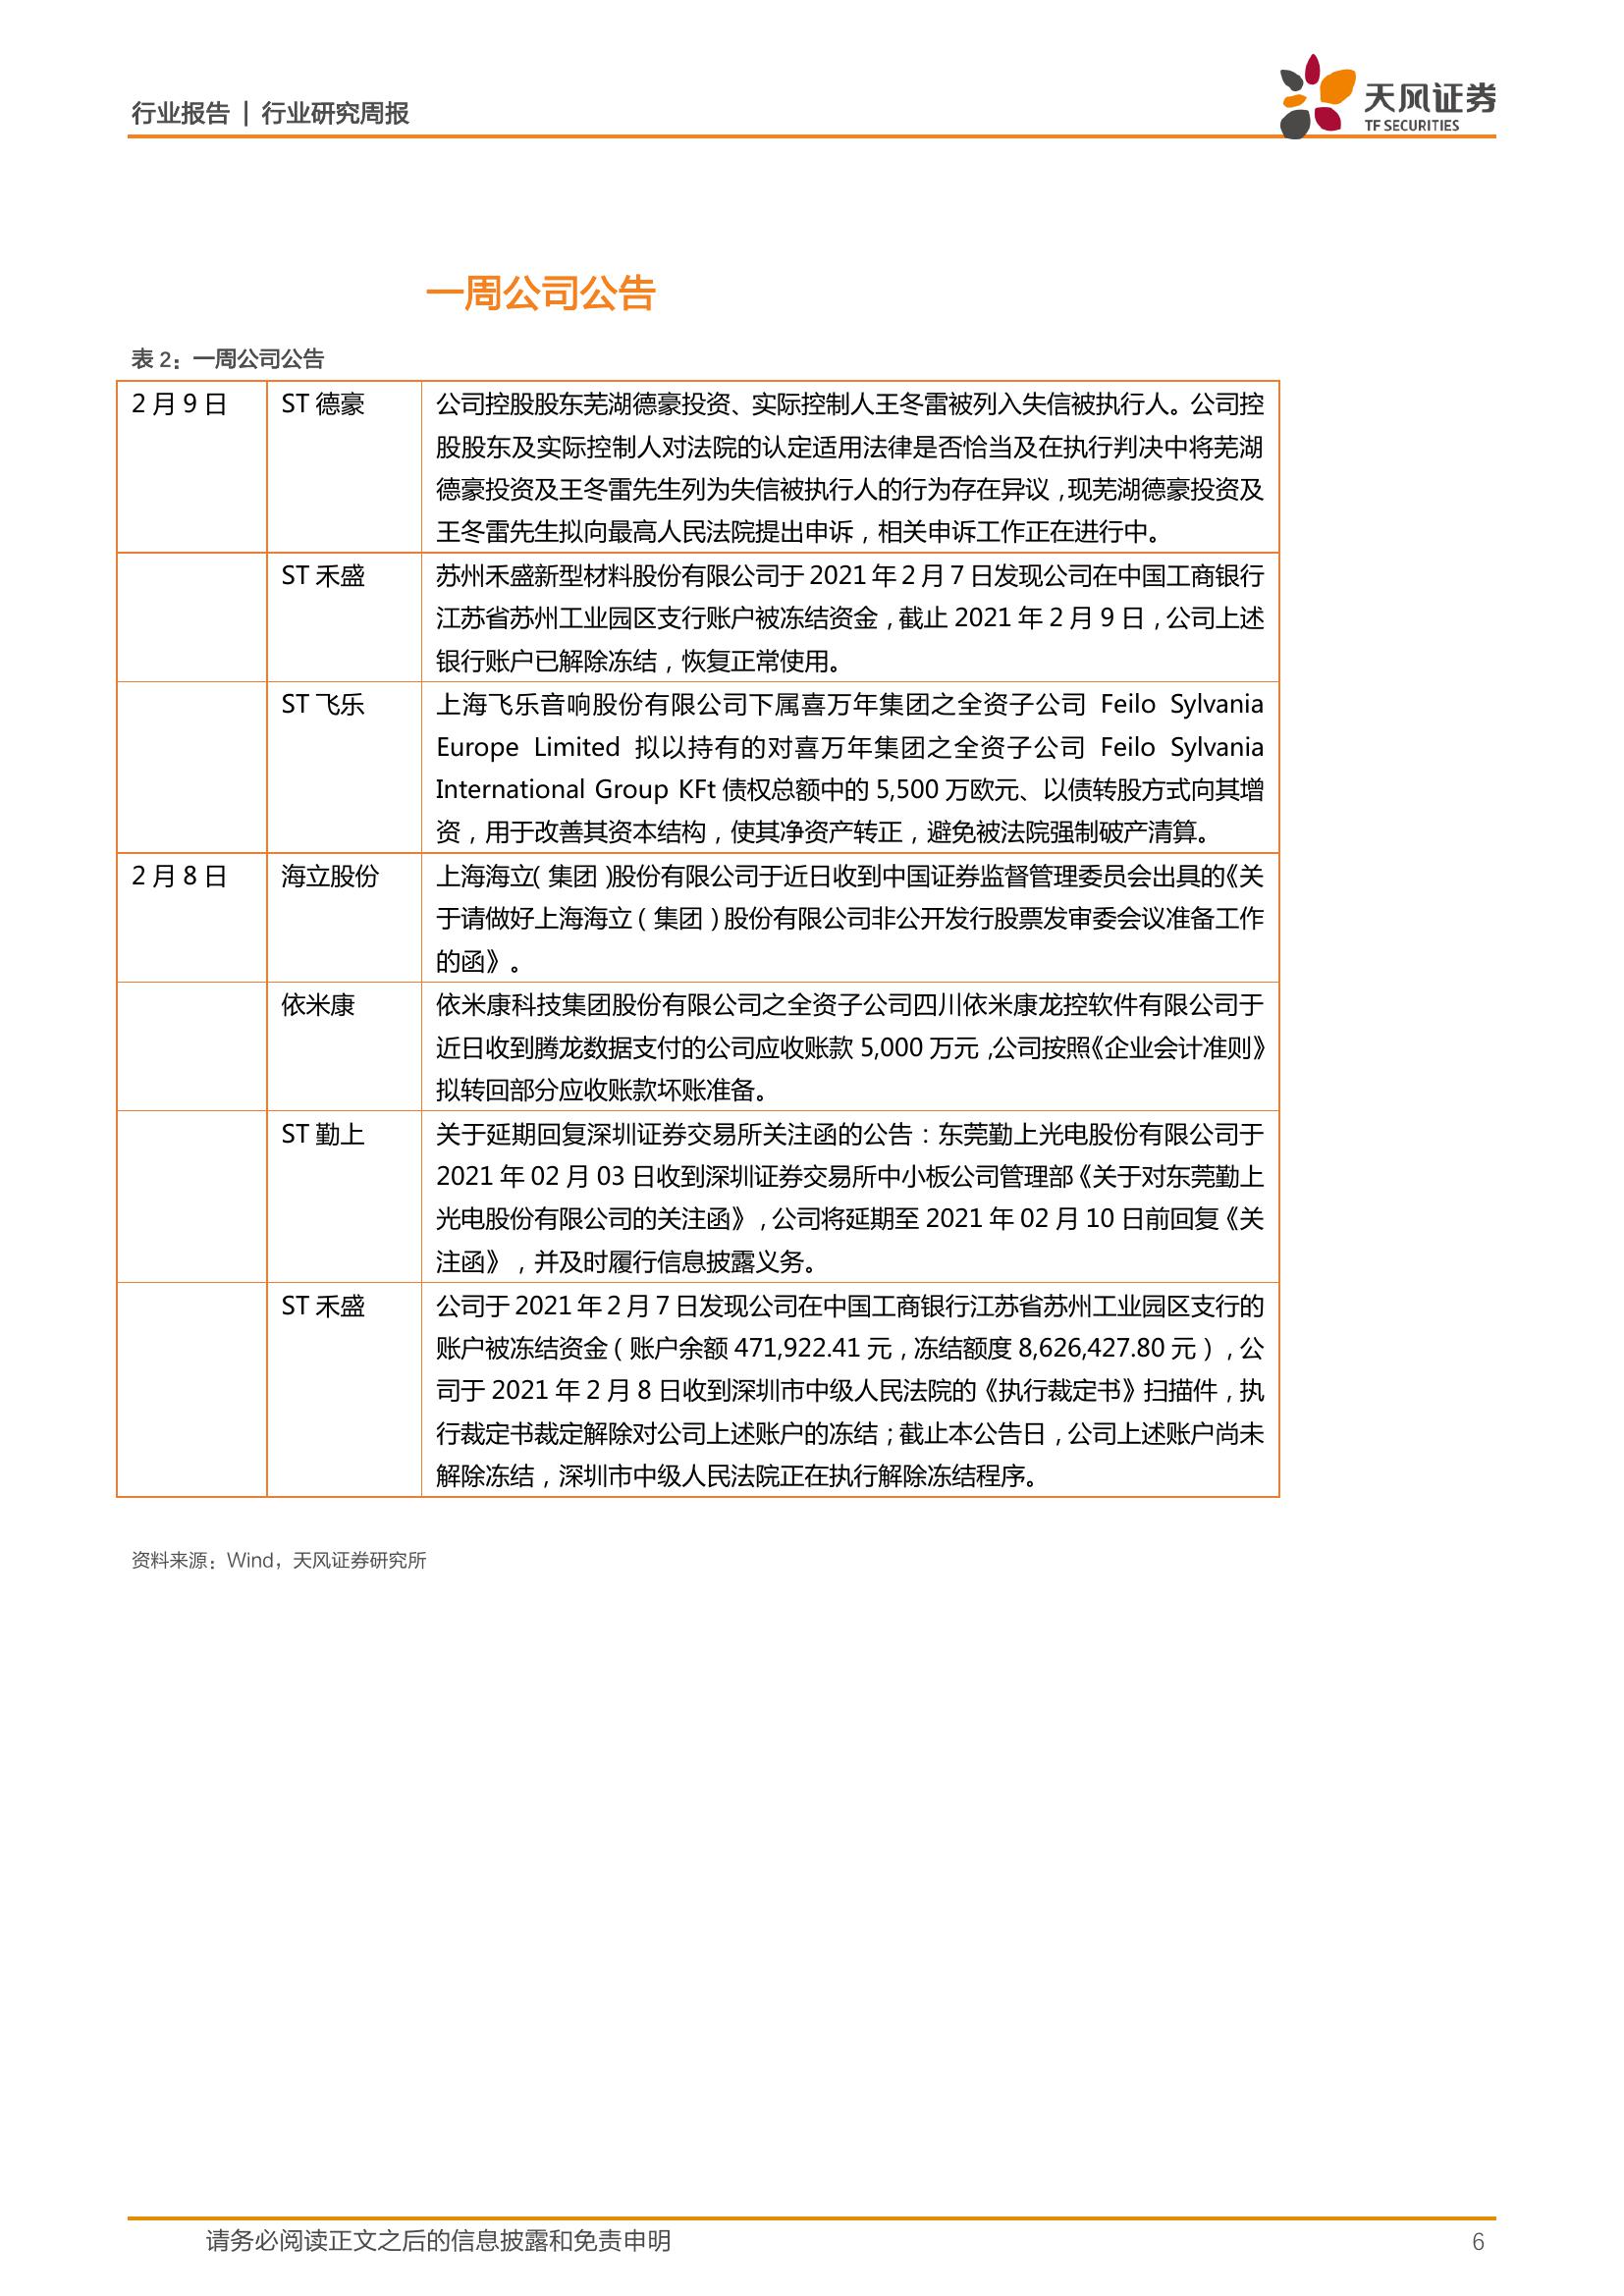 行业报告 | 行业研究周报
天风证券
TF SECURITIES
一周公司公告
表 2：一周公司公告
2 月 9 日
ST 德豪
公司控股股东芜湖德豪投资、实际控制人王冬雷被列入失信被执行人。公司控
股股东及实际控制人对法院的认定适用法律是否恰当及在执行判决中将芜湖
德豪投资及王冬雷先生列为失信被执行人的行为存在异议，现芜湖德豪投资及
王冬雷先生拟向最高人民法院提出申诉，相关申诉工作正在进行中。
ST 禾盛
苏州禾盛新型材料股份有限公司于 2021 年 2 月 7 日发现公司在中国工商银行
江苏省苏州工业园区支行账户被冻结资金，截止 2021 年 2 月 9 日，公司上述
银行账户已解除冻结，恢复正常使用。
ST 飞乐
上海飞乐音响股份有限公司下属喜万年集团之全资子公司 Feilo Sylvania
Europe Limited 拟以持有的对喜万年集团之全资子公司 Feilo Sylvania
International Group KFt 债权总额中的 5,500 万欧元、以债转股方式向其增
资，用于改善其资本结构，使其净资产转正，避免被法院强制破产清算。
2 月 8 日
海立股份
上海海立（集团）股份有限公司于近日收到中国证券监督管理委员会出具的《关
于请做好上海海立（集团）股份有限公司非公开发行股票发审委会议准备工作
的函》。
依米康
依米康科技集团股份有限公司之全资子公司四川依米康龙控软件有限公司于
近日收到腾龙数据支付的公司应收账款 5,000 万元，公司按照《企业会计准则》
拟转回部分应收账款坏账准备。
ST 勤上
关于延期回复深圳证券交易所关注函的公告：东莞勤上光电股份有限公司于
2021 年 02 月 03 日收到深圳证券交易所中小板公司管理部《关于对东莞勤上
光电股份有限公司的关注函》，公司将延期至 2021 年 02 月 10 日前回复《关
注函》，并及时履行信息披露义务。
ST 禾盛
公司于 2021 年 2 月 7 日发现公司在中国工商银行江苏省苏州工业园区支行的
账户被冻结资金（账户余额 471,922.41 元，冻结额度 8,626,427.80 元），公
司于 2021 年 2 月 8 日收到深圳市中级人民法院的《执行裁定书》扫描件，执
行裁定书裁定解除对公司上述账户的冻结；截止本公告日，公司上述账户尚未
解除冻结，深圳市中级人民法院正在执行解除冻结程序。
资料来源：Wind，天风证券研究所
请务必阅读正文之后的信息披露和免责申明
6